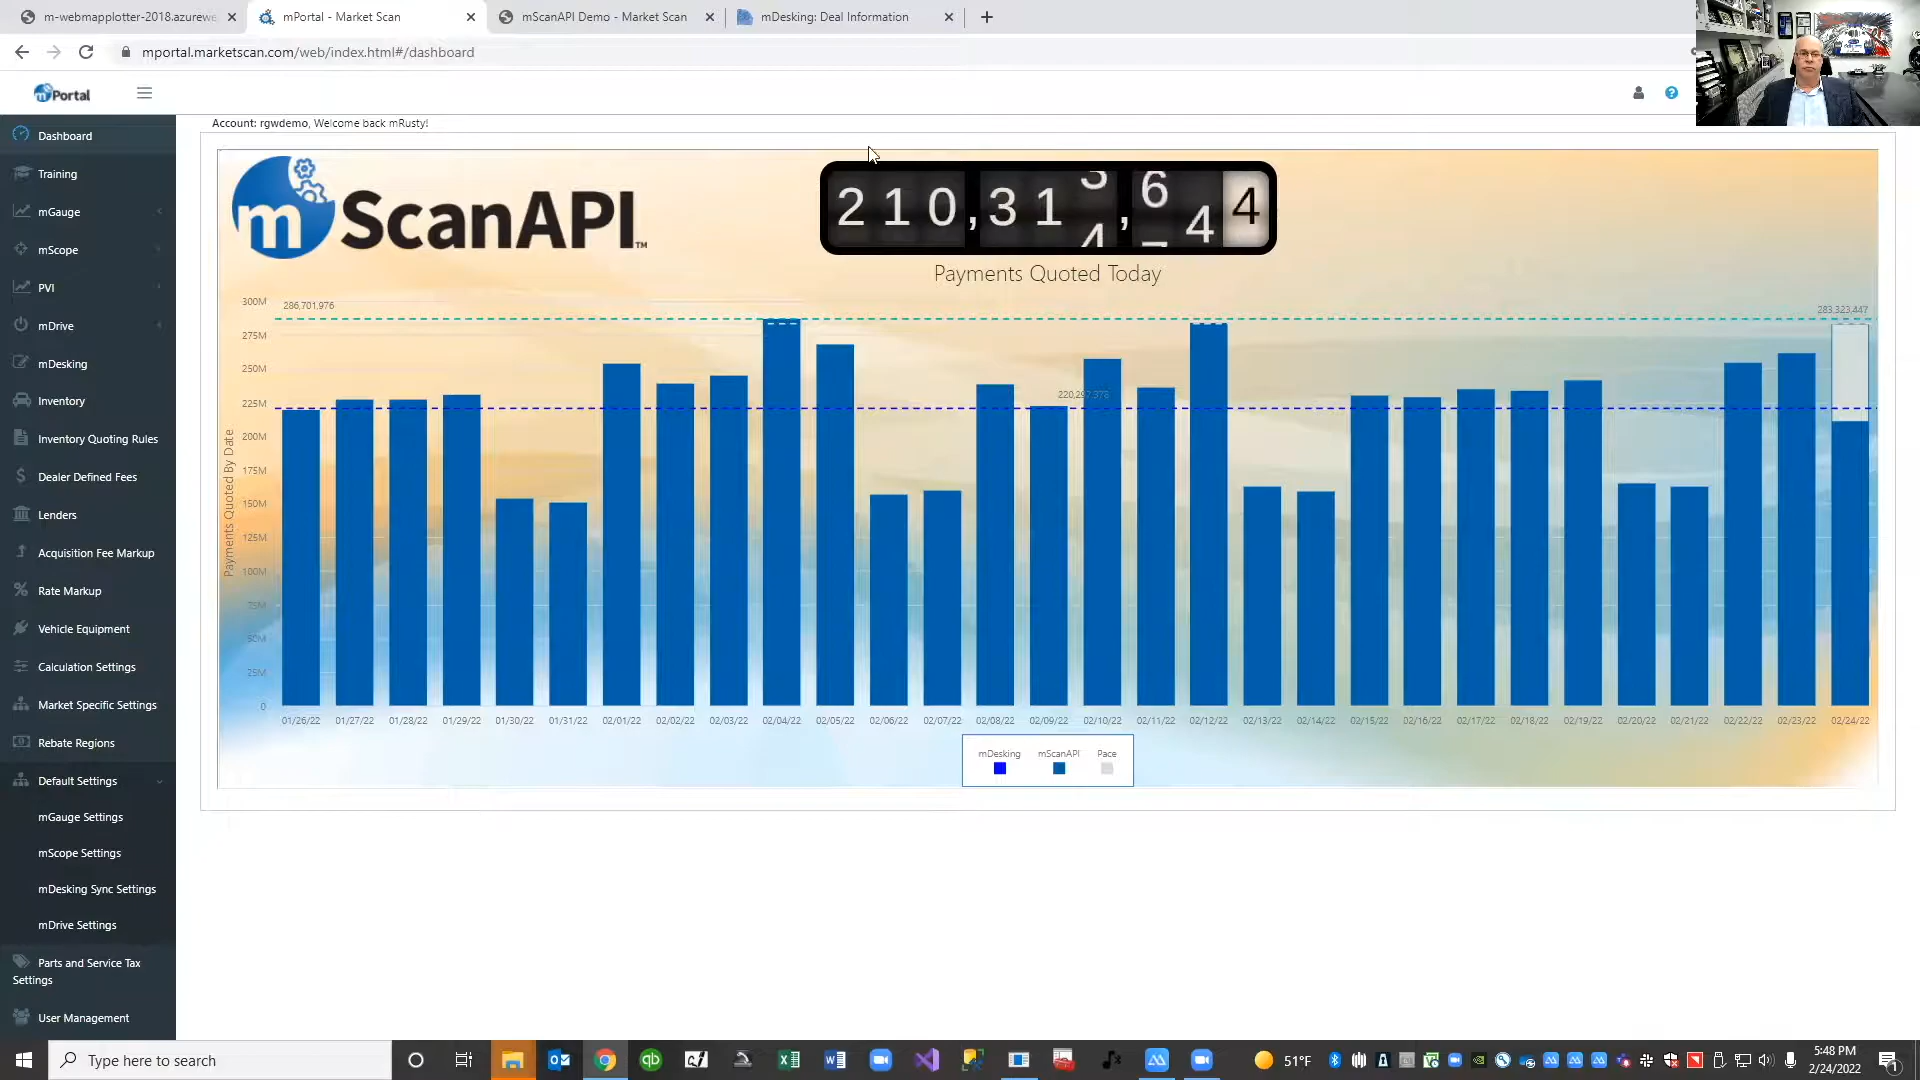 m-webmapplotter-2018.azurewe
mPortal - Market Scan
mScanAPI Demo - Market Scan
mDesking: Deal Information
mportal.marketscan.com/web/index.html#/dashboard
mPortal
Account: rgwdemo, Welcome back mRusty!
Dashboard
Training
mGauge
mScope
PVI
mDrive
mDesking
Inventory
Inventory Quoting Rules
Dealer Defined Fees
Lenders
Acquisition Fee Markup
Rate Markup
Vehicle Equipment
Calculation Settings
Market Specific Settings
Rebate Regions
Default Settings
mGauge Settings
mScope Settings
mDesking Sync Settings
mDrive Settings
Parts and Service Tax
Settings
User Management
mScanAPI™
210,31 ,6 4 4
Payments Quoted Today
Payments Quoted By Date
300M
275M
250M
225M
200M
175M
150M
125M
100M
75M
50M
25M
0
286,701,976
283,323,447
01/26/22 01/27/22 01/28/22 01/29/22 01/30/22 01/31/22 02/01/22 02/02/22 02/03/22 02/04/22 02/05/22 02/06/22 02/07/22 02/08/22 02/09/22 02/10/22 02/11/22 02/12/22 02/13/22 02/14/22 02/15/22 02/16/22 02/17/22 02/18/22 02/19/22 02/20/22 02/21/22 02/22/22 02/23/22 02/24/22
mDesking mScanAPI Pace
Type here to search
51°F
5:48 PM
2/24/2022